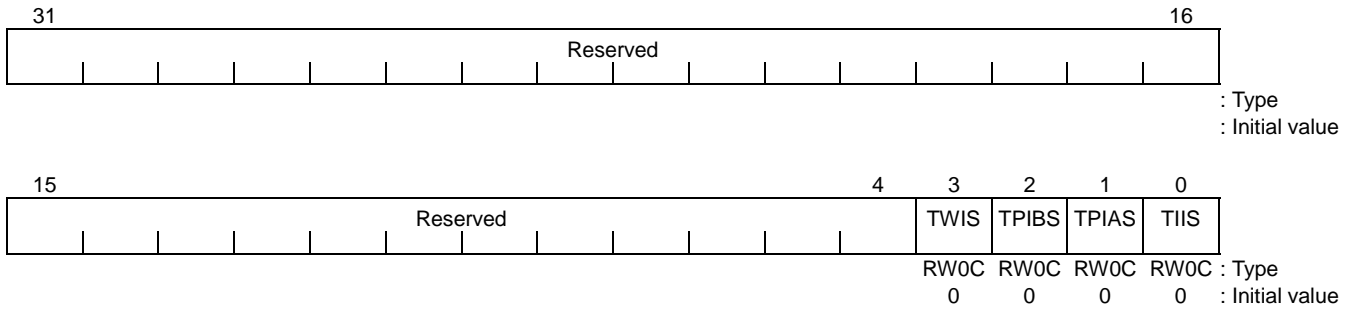 31 16
Reserved
: Type
: Initial value
15 4 3 2 1 0
Reserved TWIS TPIBS TPIAS TIIS
RW0C RW0C RW0C RW0C : Type
0 0 0 0 : Initial value